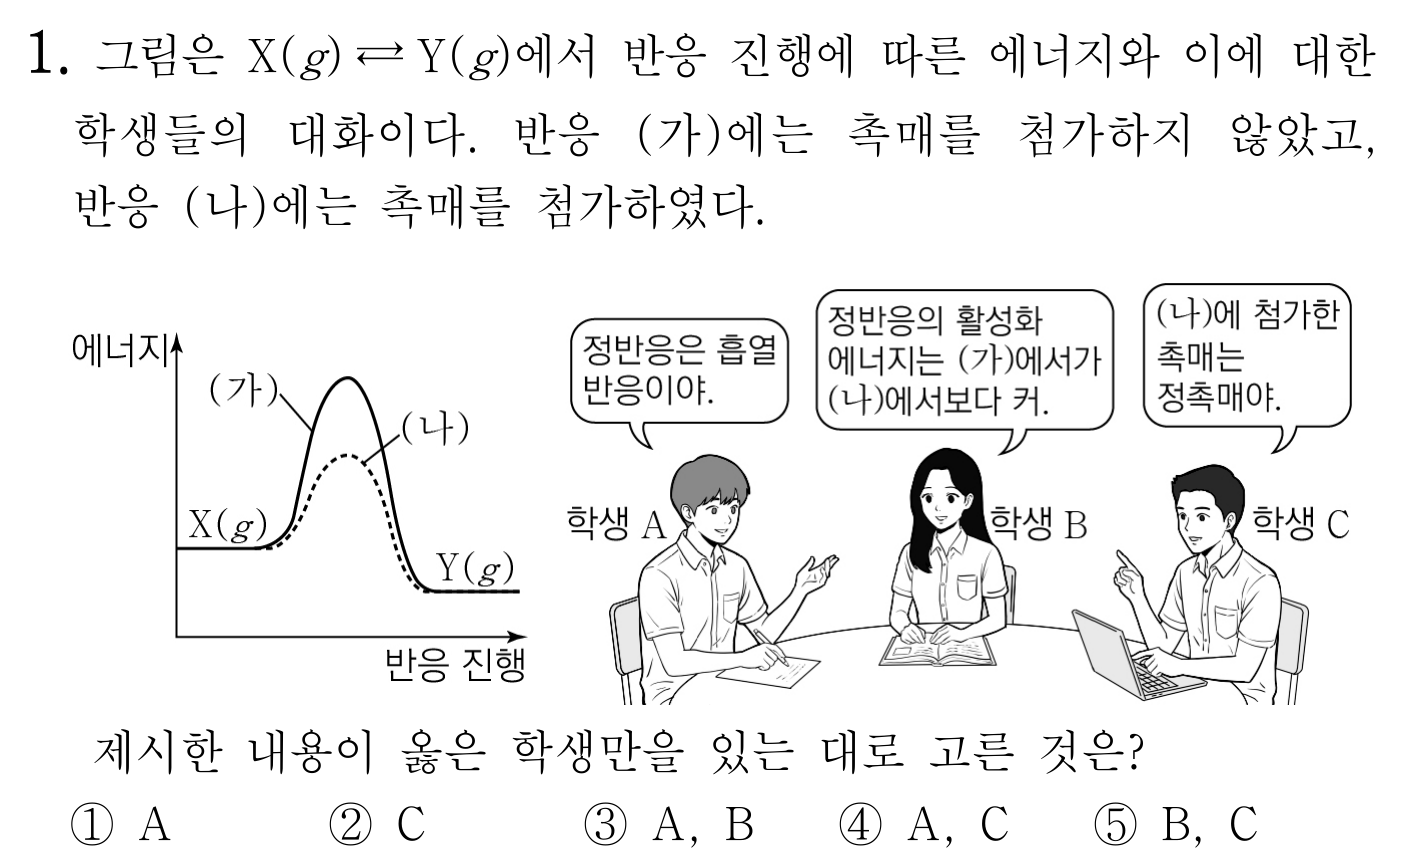 1. 그림은 X(g) ⇄ Y(g)에서 반응 진행에 따른 에너지와 이에 대한
학생들의 대화이다. 반응 (가)에는 촉매를 첨가하지 않았고,
반응 (나)에는 촉매를 첨가하였다.
에너지
(가)
(나)
X(g)
Y(g)
반응 진행
정반응은 흡열
반응이야.
학생 A
정반응의 활성화
에너지는 (가)에서가
(나)에서보다 커.
학생 B
(나)에 첨가한
촉매는
정촉매야.
학생 C
제시한 내용이 옳은 학생만을 있는 대로 고른 것은?
① A ② C ③ A, B ④ A, C ⑤ B, C